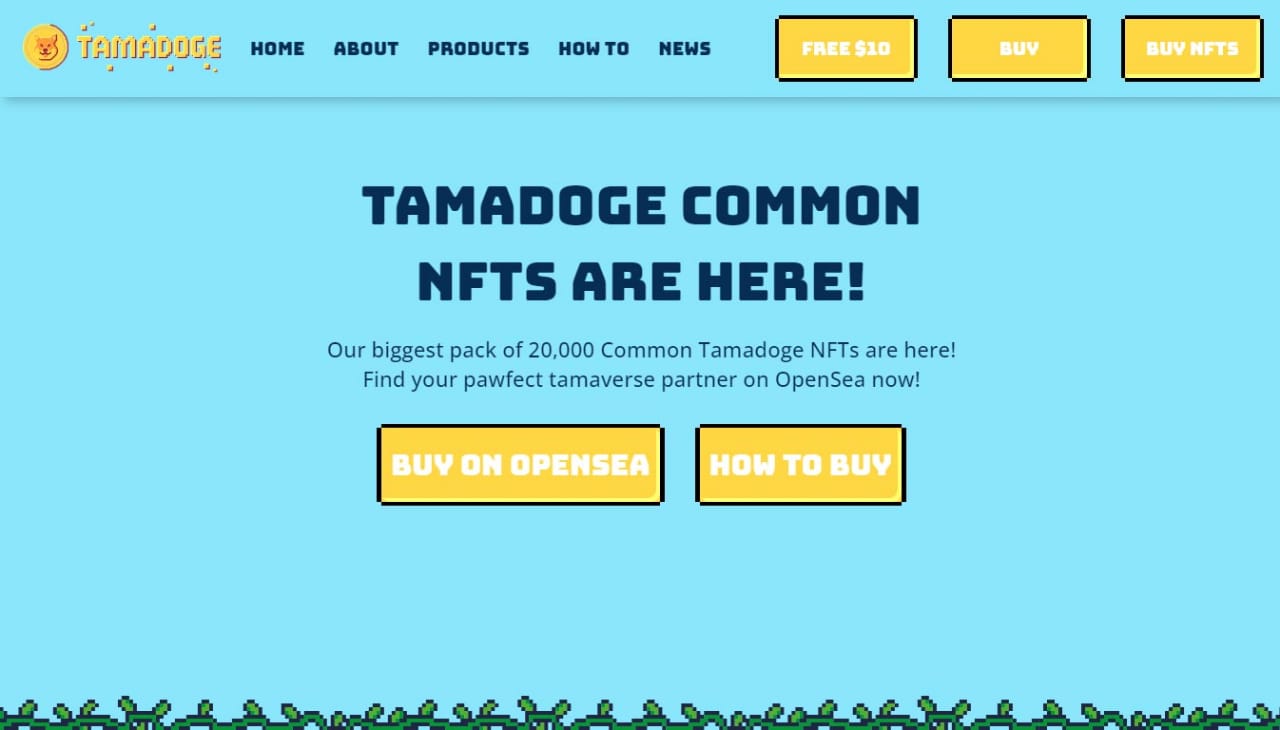 TAMADOGE
HOME ABOUT PRODUCTS HOW TO NEWS
FREE $10 BUY BUY NFTS
TAMADOGE COMMON
NFTS ARE HERE!
Our biggest pack of 20,000 Common Tamadoge NFTs are here!
Find your pawfect tamaverse partner on OpenSea now!
BUY ON OPENSEA HOW TO BUY